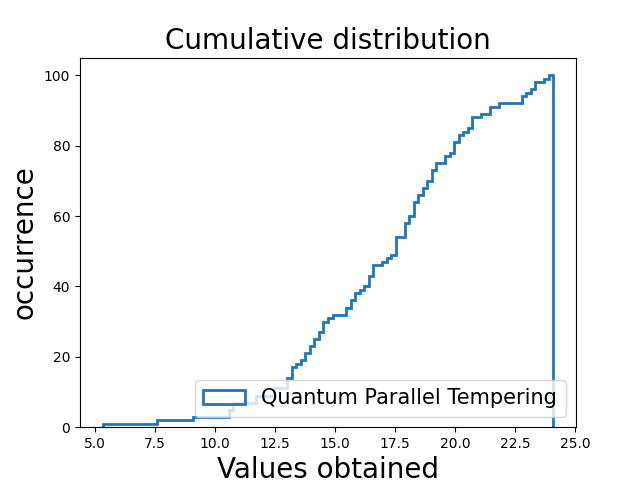 Cumulative distribution
100
80
60
40
20
0
occurrence
Quantum Parallel Tempering
5.0 7.5 10.0 12.5 15.0 17.5 20.0 22.5 25.0
Values obtained